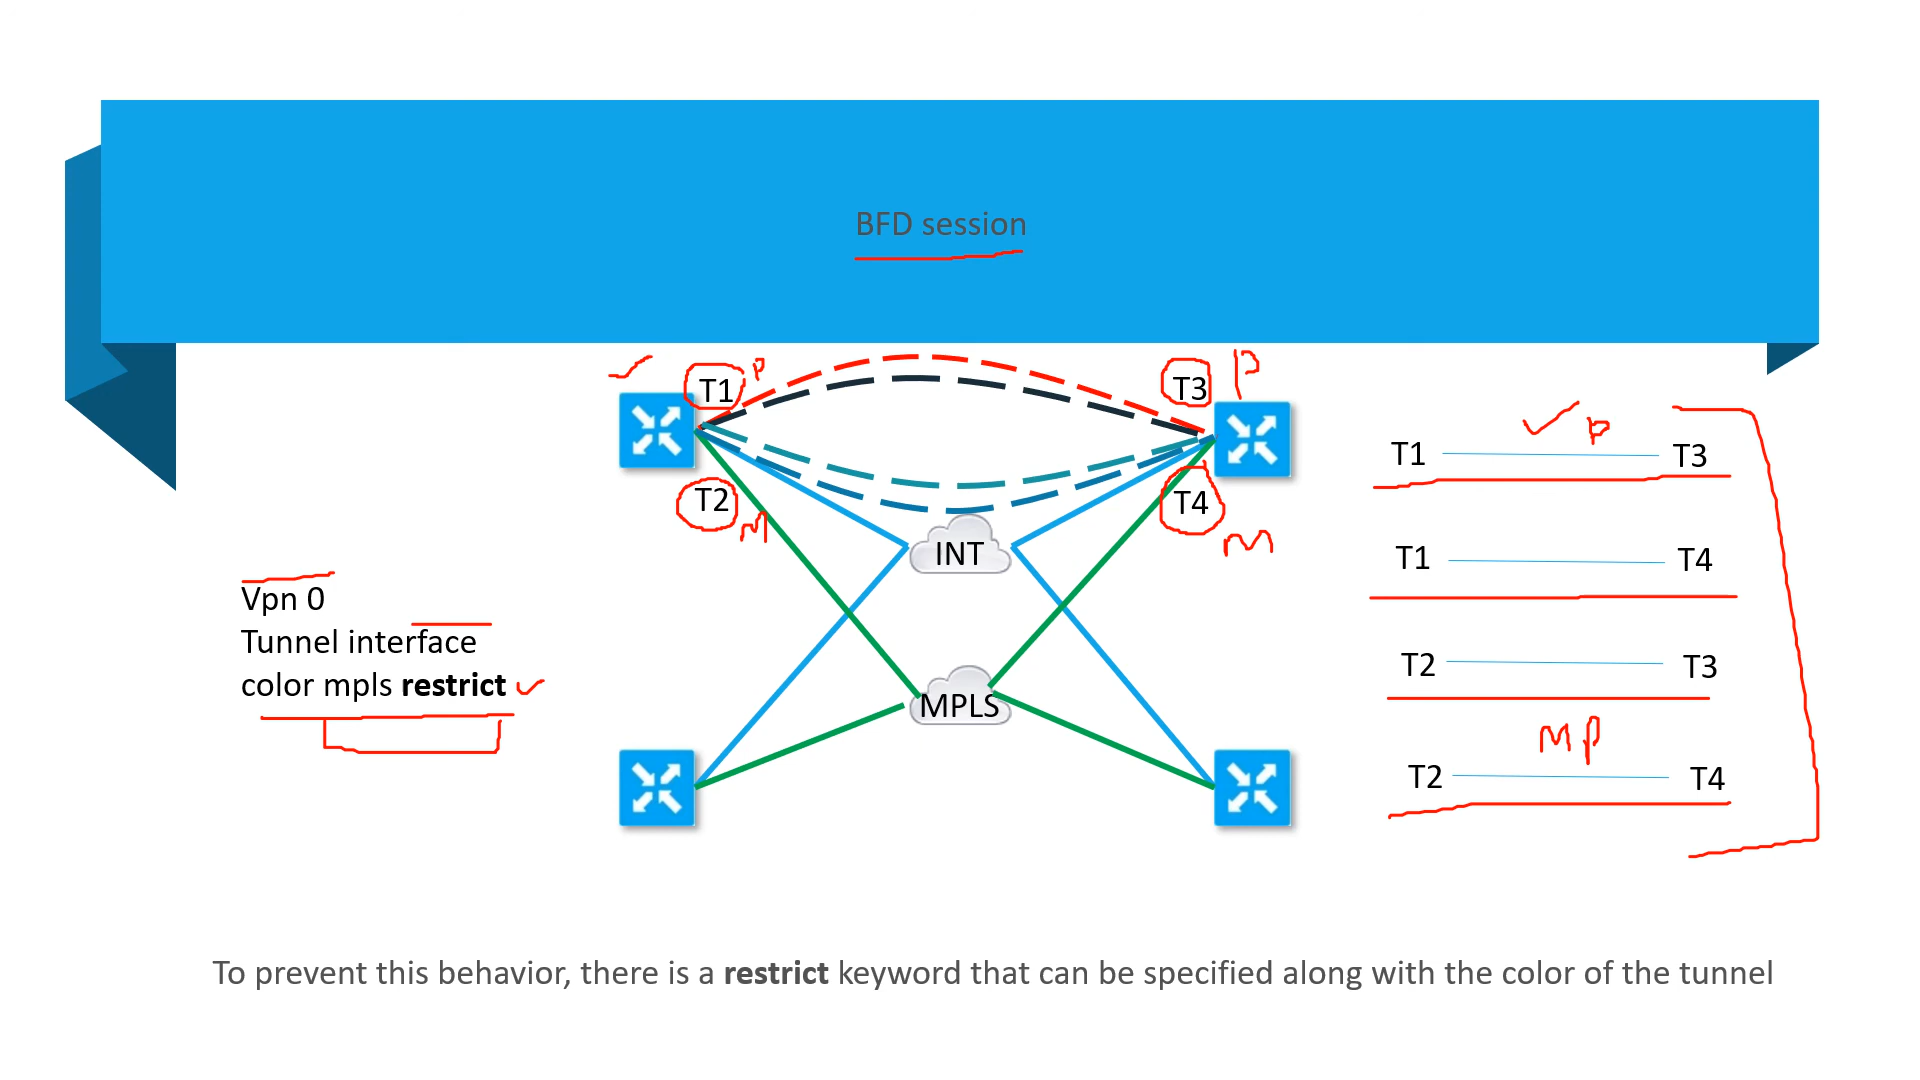 BFD session
T1 P
T3 P
T2 M
T4 M
INT
MPLS
Vpn 0
Tunnel interface
color mpls restrict
P
T1 T3
T1 T4
T2 T3
MP
T2 T4
To prevent this behavior, there is a restrict keyword that can be specified along with the color of the tunnel